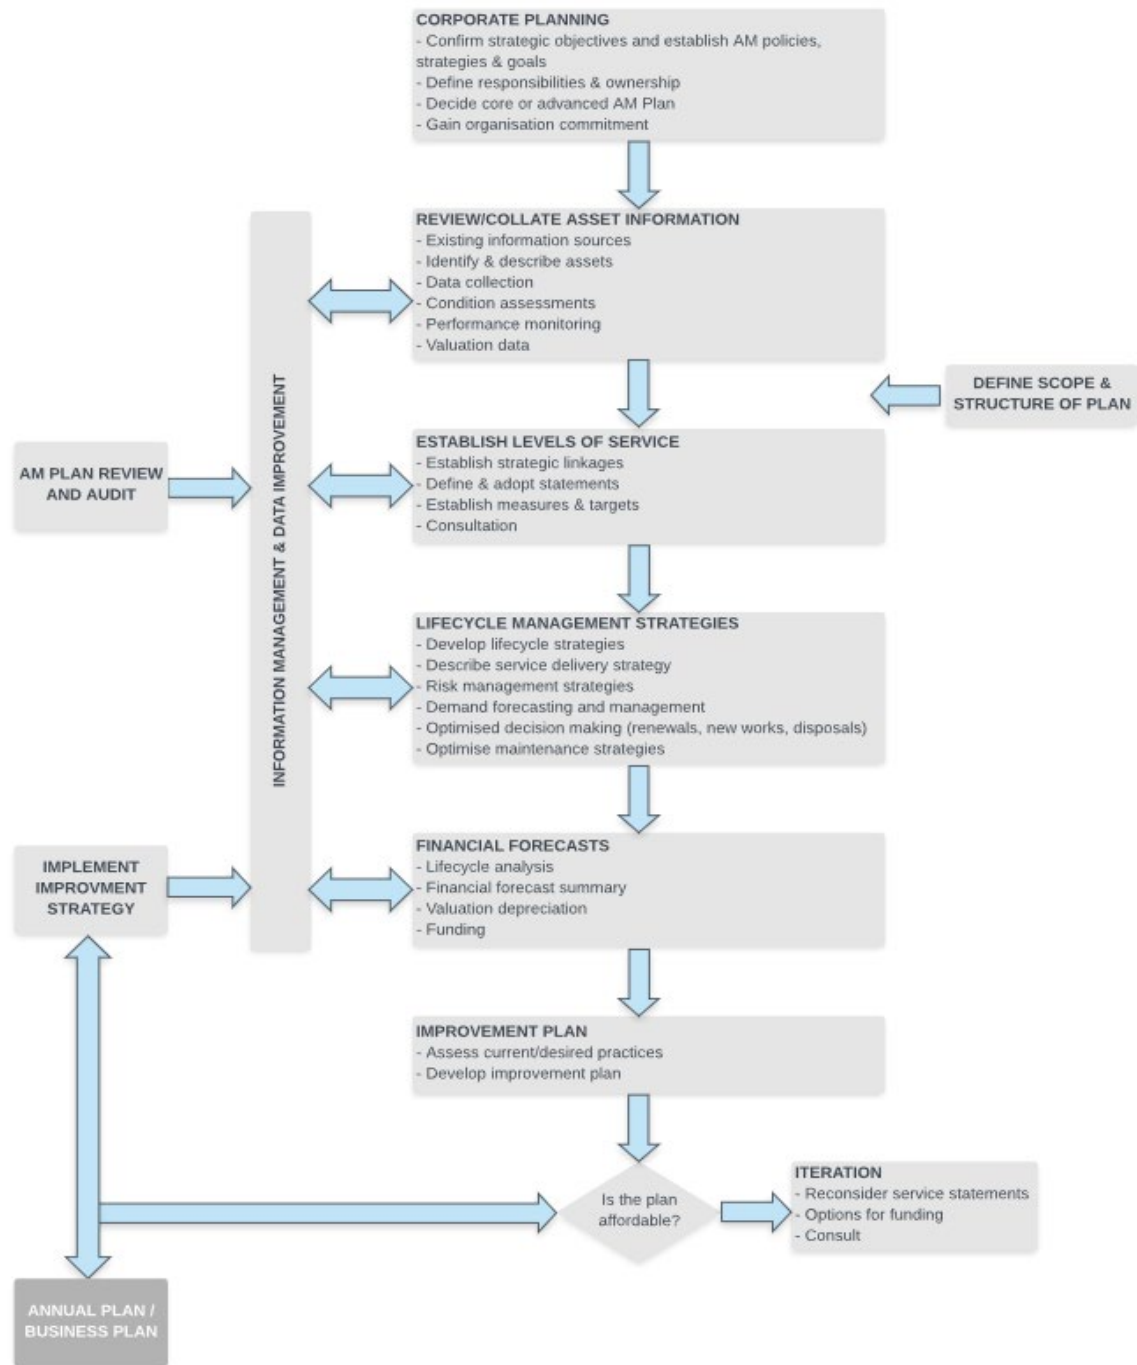 CORPORATE PLANNING
- Confirm strategic objectives and establish AM policies,
strategies & goals
- Define responsibilities & ownership
- Decide core or advanced AM Plan
- Gain organisation commitment
REVIEW/COLLATE ASSET INFORMATION
- Existing information sources
- Identify & describe assets
- Data collection
- Condition assessments
- Performance monitoring
- Valuation data
DEFINE SCOPE &
STRUCTURE OF PLAN
INFORMATION MANAGEMENT & DATA IMPROVEMENT
AM PLAN REVIEW
AND AUDIT
ESTABLISH LEVELS OF SERVICE
- Establish strategic linkages
- Define & adopt statements
- Establish measures & targets
- Consultation
LIFECYCLE MANAGEMENT STRATEGIES
- Develop lifecycle strategies
- Describe service delivery strategy
- Risk management strategies
- Demand forecasting and management
- Optimised decision making (renewals, new works, disposals)
- Optimise maintenance strategies
IMPLEMENT
IMPROVMENT
STRATEGY
FINANCIAL FORECASTS
- Lifecycle analysis
- Financial forecast summary
- Valuation depreciation
- Funding
IMPROVEMENT PLAN
- Assess current/desired practices
- Develop improvement plan
Is the plan
affordable?
ITERATION
- Reconsider service statements
- Options for funding
- Consult
ANNUAL PLAN /
BUSINESS PLAN